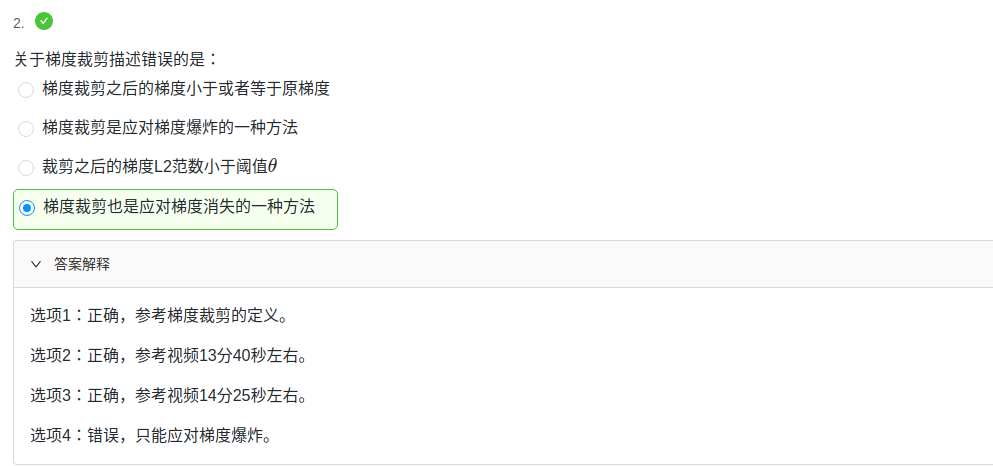 2.
关于梯度裁剪描述错误的是：
梯度裁剪之后的梯度小于或者等于原梯度
梯度裁剪是应对梯度爆炸的一种方法
裁剪之后的梯度L2范数小于阈值θ
梯度裁剪也是应对梯度消失的一种方法
答案解释
选项1：正确，参考梯度裁剪的定义。
选项2：正确，参考视频13分40秒左右。
选项3：正确，参考视频14分25秒左右。
选项4：错误，只能应对梯度爆炸。